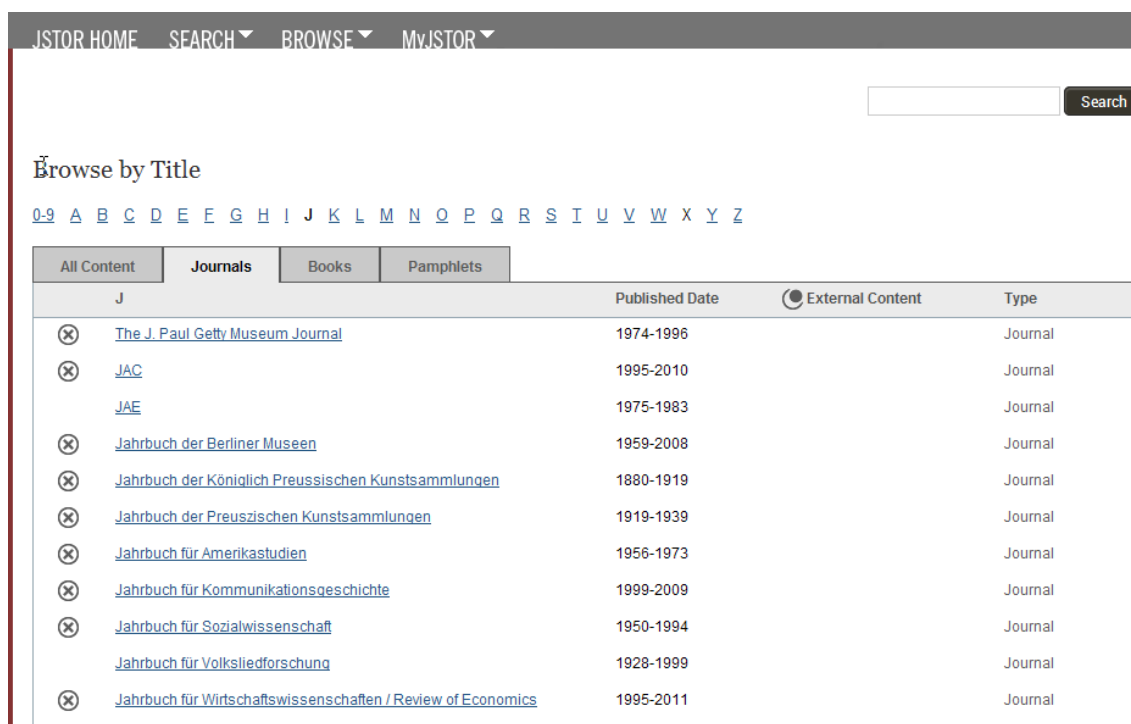 JSTOR HOME SEARCH BROWSE MyJSTOR
Search
Browse by Title
0-9 A B C D E F G H I J K L M N O P Q R S T U V W X Y Z
All Content Journals Books Pamphlets
J Published Date External Content Type
The J. Paul Getty Museum Journal 1974-1996 Journal
JAC 1995-2010 Journal
JAE 1975-1983 Journal
Jahrbuch der Berliner Museen 1959-2008 Journal
Jahrbuch der Königlich Preussischen Kunstsammlungen 1880-1919 Journal
Jahrbuch der Preuszischen Kunstsammlungen 1919-1939 Journal
Jahrbuch für Amerikastudien 1956-1973 Journal
Jahrbuch für Kommunikationsgeschichte 1999-2009 Journal
Jahrbuch für Sozialwissenschaft 1950-1994 Journal
Jahrbuch für Volksliedforschung 1928-1999 Journal
Jahrbuch für Wirtschaftswissenschaften / Review of Economics 1995-2011 Journal